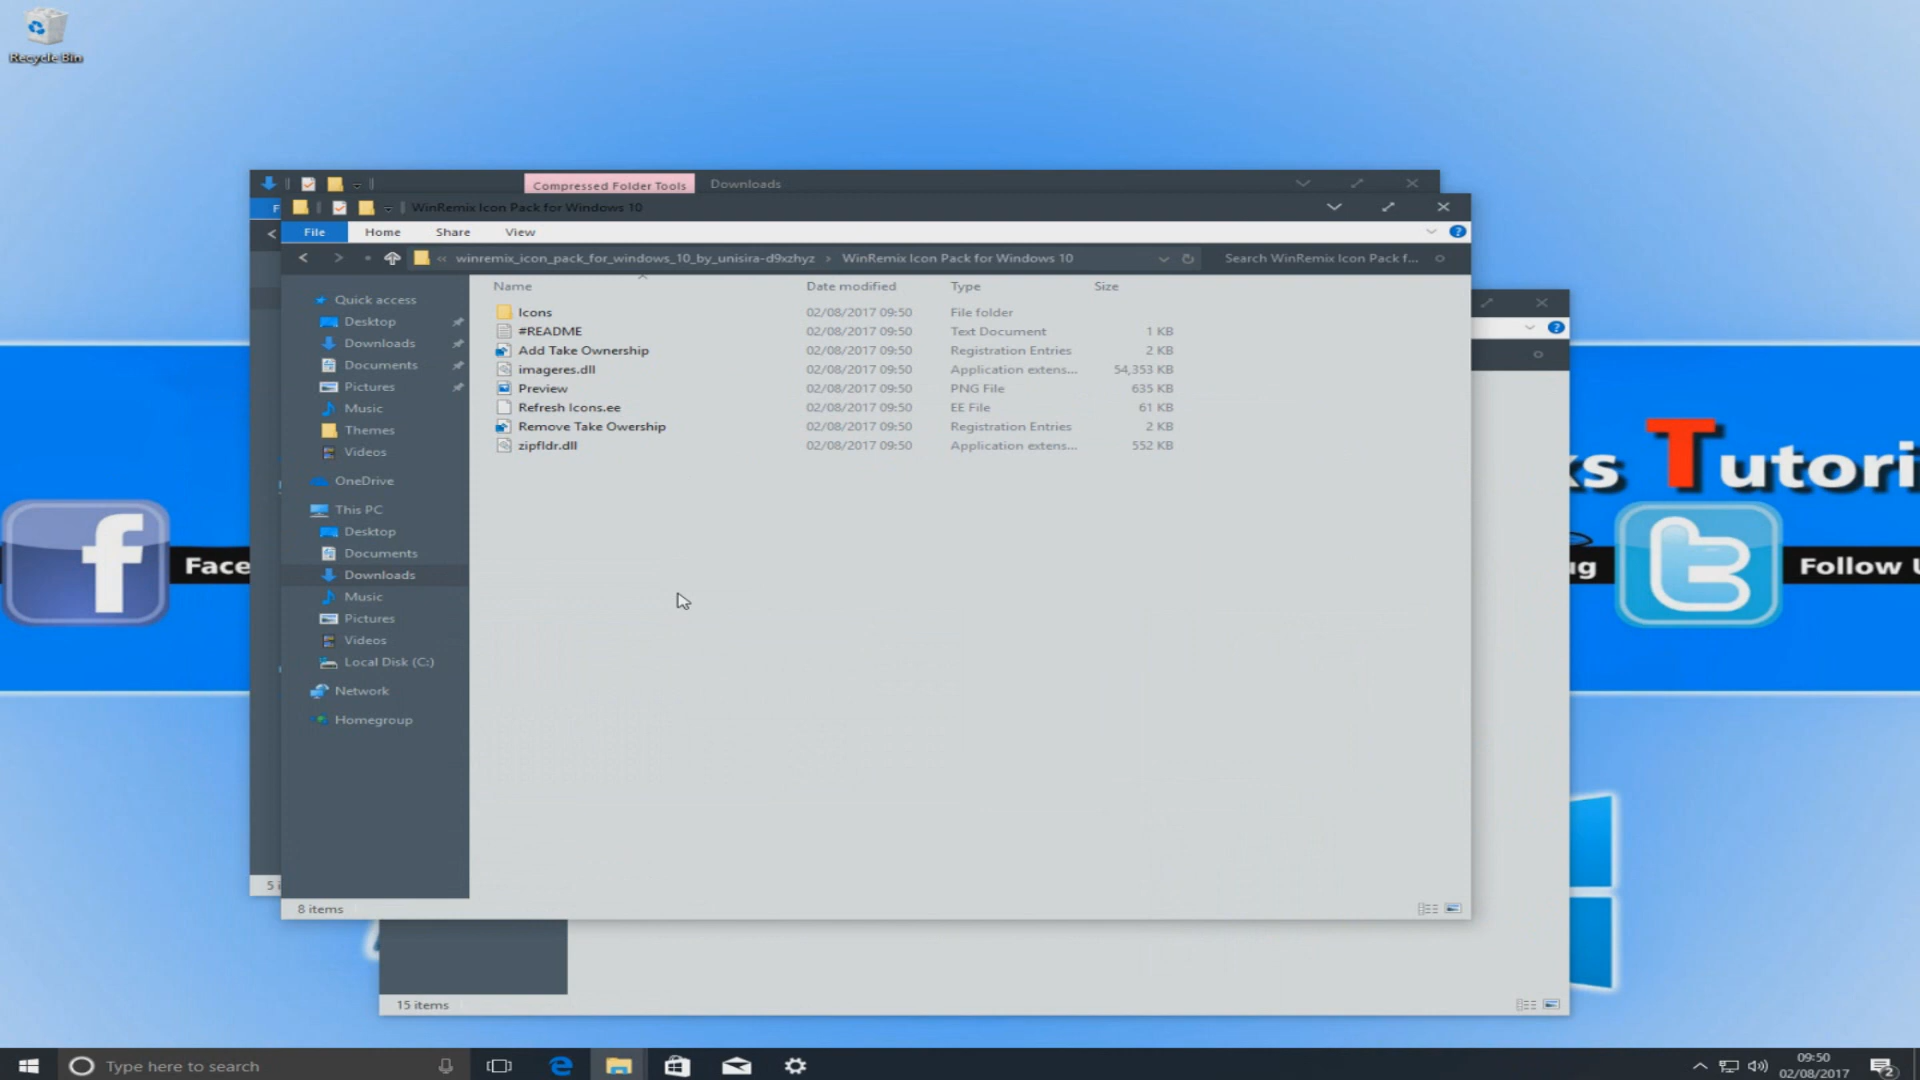 Recycle Bin
Compressed Folder Tools
Downloads
WinRemix Icon Pack for Windows 10
File
Home
Share
View
winremix_icon_pack_for_windows_10_by_unisira-d9xzhyz › WinRemix Icon Pack for Windows 10
Search WinRemix Icon Pack f...
Name
Date modified
Type
Size
Quick access
Desktop
Downloads
Documents
Pictures
Music
Themes
Videos
OneDrive
This PC
Desktop
Documents
Downloads
Music
Pictures
Videos
Local Disk (C:)
Network
Homegroup
Icons 02/08/2017 09:50 File folder
#README 02/08/2017 09:50 Text Document 1 KB
Add Take Ownership 02/08/2017 09:50 Registration Entries 2 KB
imageres.dll 02/08/2017 09:50 Application extens... 54,353 KB
Preview 02/08/2017 09:50 PNG File 635 KB
Refresh Icons.ee 02/08/2017 09:50 EE File 61 KB
Remove Take Owership 02/08/2017 09:50 Registration Entries 2 KB
zipfldr.dll 02/08/2017 09:50 Application extens... 552 KB
ks Tutori
f
Face
ug
t
Follow U
5 i
8 items
15 items
Type here to search
09:50
02/08/2017
2